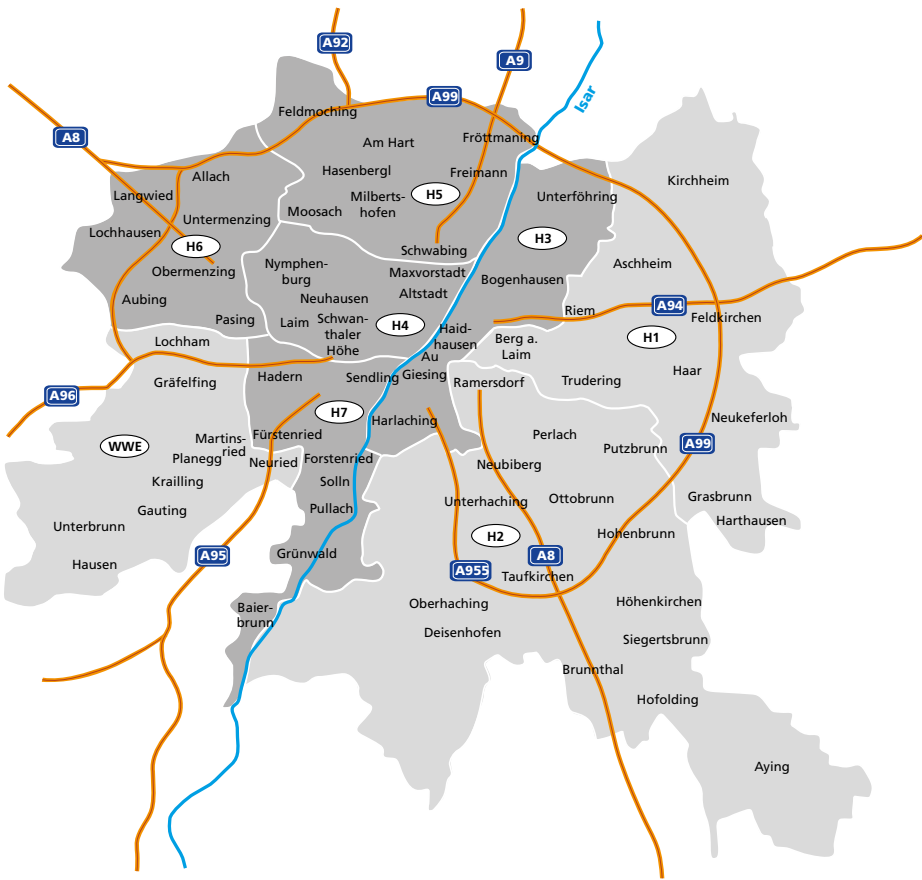 A92
A9
Isar
A99
A8
Feldmoching
Am Hart
Fröttmaning
Hasenbergl
Freimann
Kirchheim
Allach
Langwied
Milberts-
hofen
H5
Unterföhring
Moosach
Untermenzing
Lochhausen
H6
H3
Schwabing
Obermenzing
Nymphen-
burg
Maxvorstadt
Aschheim
Bogenhausen
Aubing
Neuhausen
Altstadt
A94
Riem
Feldkirchen
Pasing
Laim
Schwan-
thaler
Höhe
H4
Haid-
hausen
H1
Lochham
Berg a.
Laim
Au
Giesing
Haar
Gräfelfing
Hadern
Sendling
Ramersdorf
Trudering
A96
H7
Harlaching
Neukeferloh
WWE
Martins-
ried
Fürstenried
Perlach
Putzbrunn
A99
Planegg
Neuried
Forstenried
Neubiberg
Krailling
Solln
Gauting
Pullach
Unterhaching
Ottobrunn
Grasbrunn
Unterbrunn
Harthausen
H2
Hohenbrunn
Hausen
A95
Grünwald
A955
A8
Taufkirchen
Baier-
brunn
Oberhaching
Höhenkirchen
Deisenhofen
Siegertsbrunn
Brunnthal
Hofolding
Aying